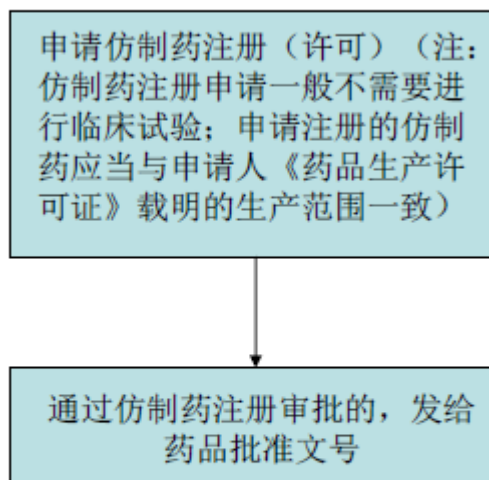 申请仿制药注册（许可）（注：
仿制药注册申请一般不需要进
行临床试验；申请注册的仿制
药应当与申请人《药品生产许
可证》载明的生产范围一致）
通过仿制药注册审批的，发给
药品批准文号